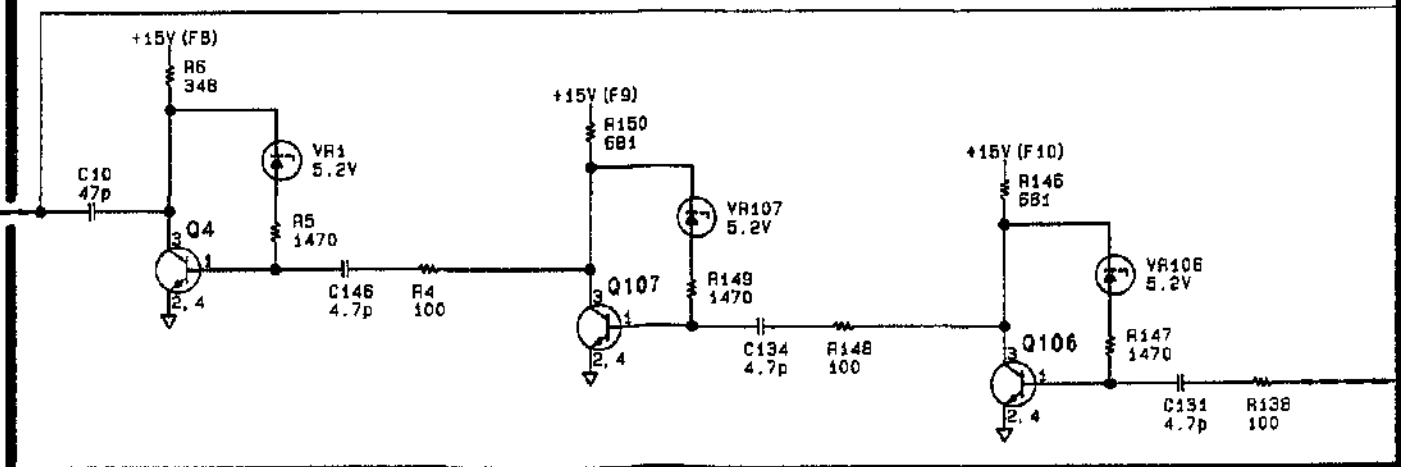 +15V (F8)
R6
348
VR1
5.2V
C10
47p
3
Q4
1
2, 4
R5
1470
C146
4.7p
R4
100
+15V (F9)
R150
681
VR107
5.2V
3
Q107
1
2, 4
R149
1470
C134
4.7p
R148
100
+15V (F10)
R146
681
VR106
5.2V
3
Q106
1
2, 4
R147
1470
C131
4.7p
R138
100